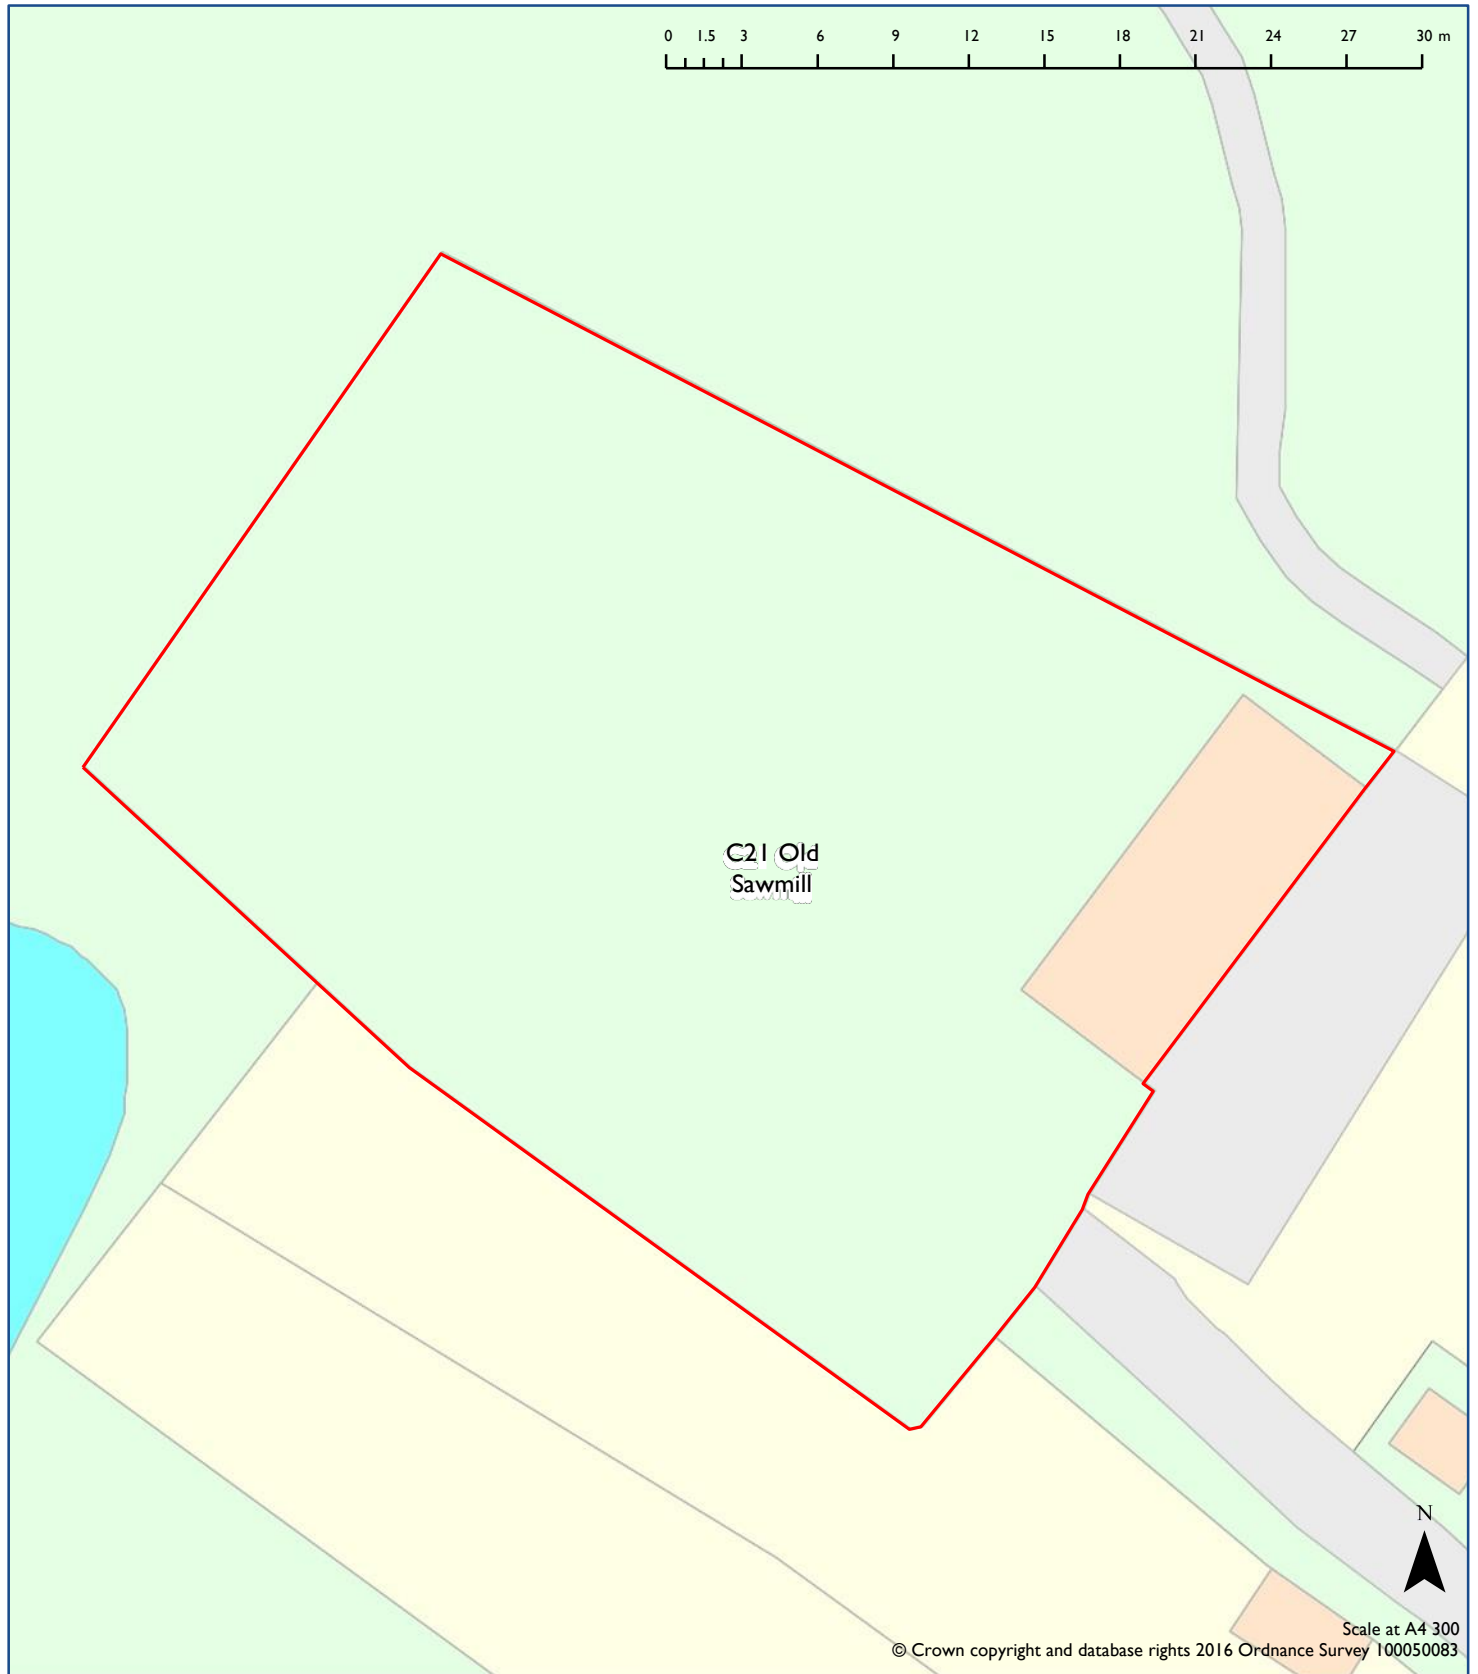 0 1.5 3 6 9 12 15 18 21 24 27 30 m
C21 Old
Sawmill
N
Scale at A4 300
© Crown copyright and database rights 2016 Ordnance Survey 100050083